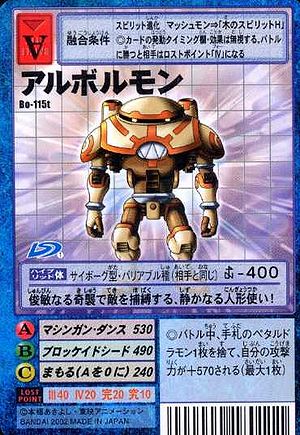 スピリット進化 マッシュモン⇒「木のスピリットH」
融合条件
◎カードの発動タイミング欄・効果は無視する。バトル
に勝つと相手はロストポイント「Ⅳ」になる
アルボルモン
Bo-115t
体 サイボーグ型・バリアブル種(相手と同じ) -400
俊敏なる奇襲で敵を捕縛する、静かなる人形使い!
A マシンガン・ダンス 530
B ブロッケイドシード 490
C まもる(Aを0に) 240
LOST POINT Ⅲ40 Ⅳ20 完20 究10
◎バトル中、手札のペタルド
ラモン1枚を捨て、自分の攻撃
力が+570される(最大1枚)
©本郷あきよし・東映アニメーション
©BANDAI 2002 MADE IN JAPAN